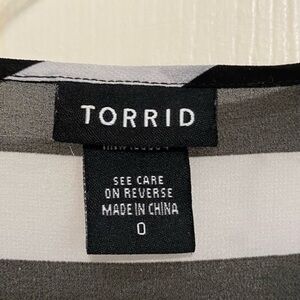 TORRID
SEE CARE
ON REVERSE
MADE IN CHINA
0